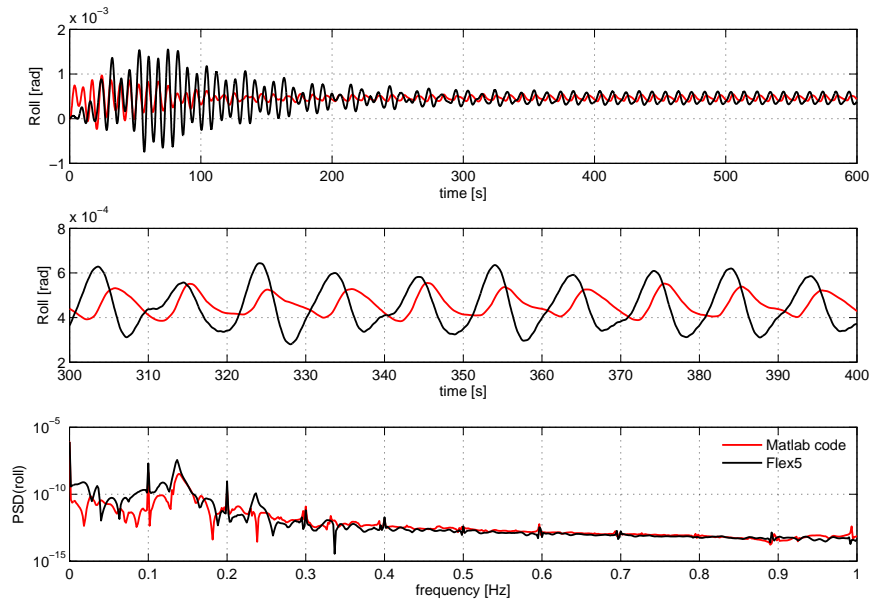 x 10⁻³
2
1
0
−1
Roll [rad]
0 100 200 300 400 500 600
time [s]
x 10⁻⁴
8
6
4
2
Roll [rad]
300 310 320 330 340 350 360 370 380 390 400
time [s]
10⁻⁵
10⁻¹⁰
10⁻¹⁵
PSD(roll)
Matlab code
Flex5
0 0.1 0.2 0.3 0.4 0.5 0.6 0.7 0.8 0.9 1
frequency [Hz]